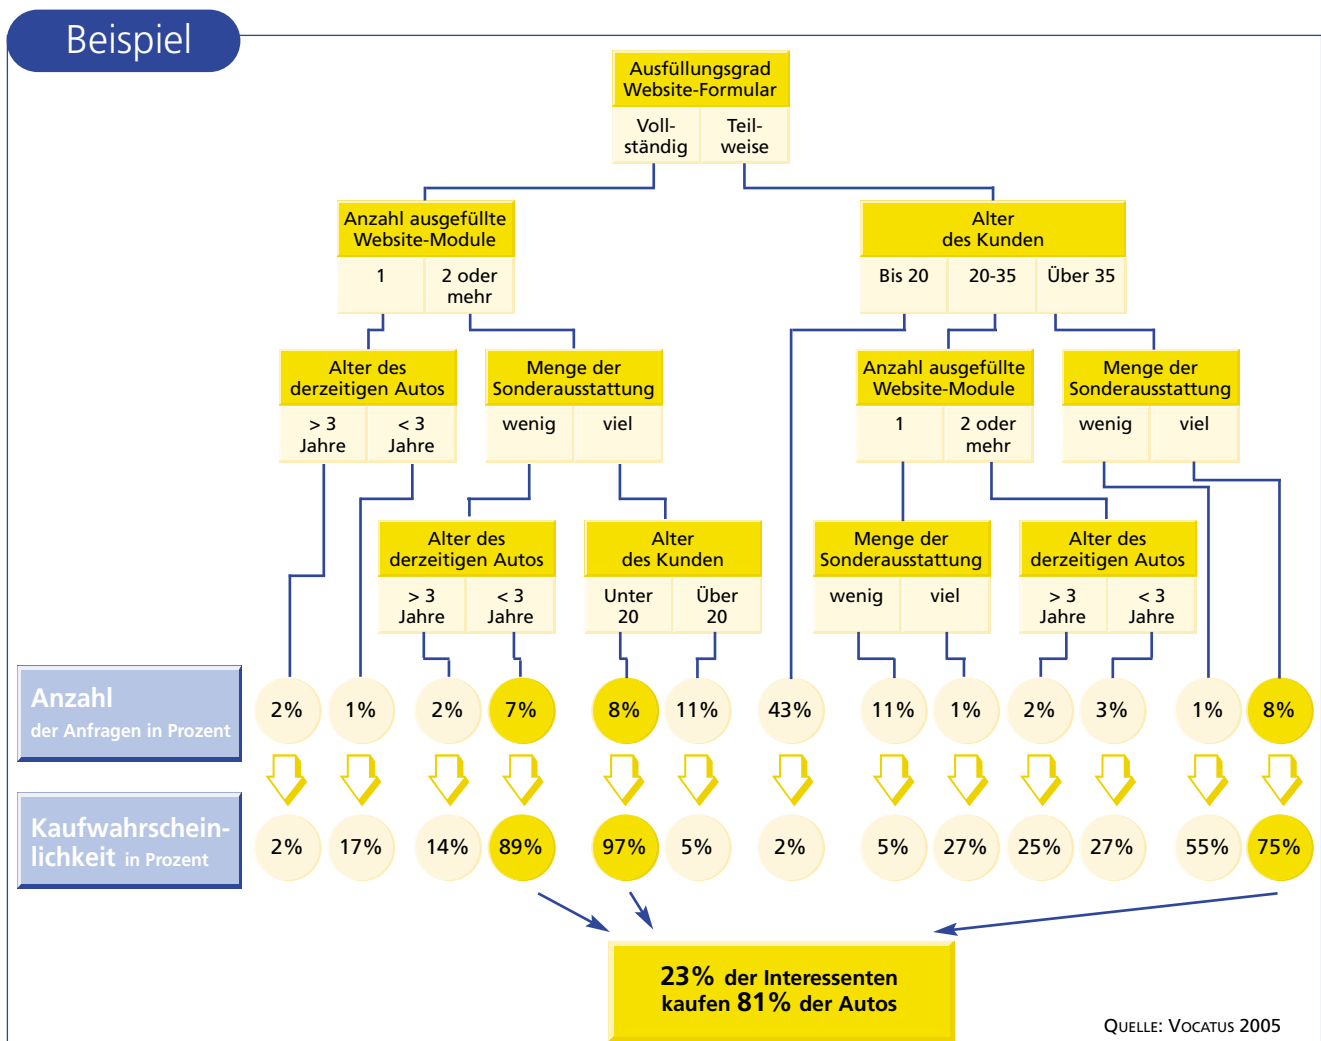 Beispiel
Ausfüllungsgrad
Website-Formular
Voll-
ständig
Teil-
weise
Anzahl ausgefüllte
Website-Module
1
2 oder
mehr
Alter
des Kunden
Bis 20
20-35
Über 35
Alter des
derzeitigen Autos
> 3
Jahre
< 3
Jahre
Menge der
Sonderausstattung
wenig
viel
Anzahl ausgefüllte
Website-Module
1
2 oder
mehr
Menge der
Sonderausstattung
wenig
viel
Alter des
derzeitigen Autos
> 3
Jahre
< 3
Jahre
Alter
des Kunden
Unter
20
Über
20
Menge der
Sonderausstattung
wenig
viel
Alter des
derzeitigen Autos
> 3
Jahre
< 3
Jahre
Anzahl
der Anfragen in Prozent
2% 1% 2% 7% 8% 11% 43% 11% 1% 2% 3% 1% 8%
Kaufwahrschein-
lichkeit in Prozent
2% 17% 14% 89% 97% 5% 2% 5% 27% 25% 27% 55% 75%
23% der Interessenten
kaufen 81% der Autos
QUELLE: VOCATUS 2005